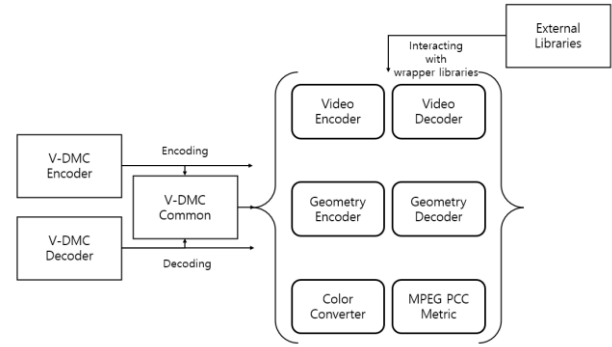 External
Libraries
Interacting
with
wrapper libraries
Video
Encoder
Video
Decoder
V-DMC
Encoder
Encoding
V-DMC
Common
Geometry
Encoder
Geometry
Decoder
V-DMC
Decoder
Decoding
Color
Converter
MPEG PCC
Metric